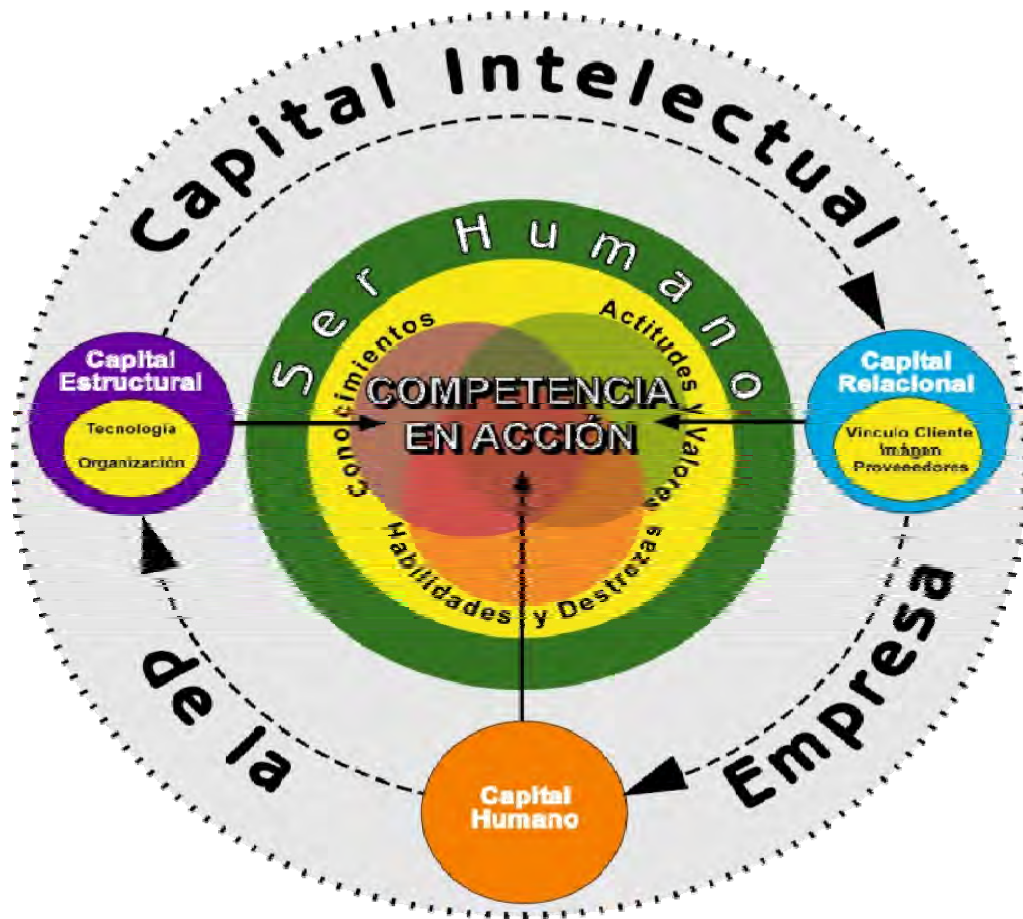 Capital Intelectual
de la Empresa
Ser Humano
Conocimientos
Actitudes y Valores
Habilidades y Destrezas
COMPETENCIA
EN ACCIÓN
Capital
Estructural
Tecnología
Organización
Capital
Relacional
Vinculo Cliente
Imágen
Proveeedores
Capital
Humano